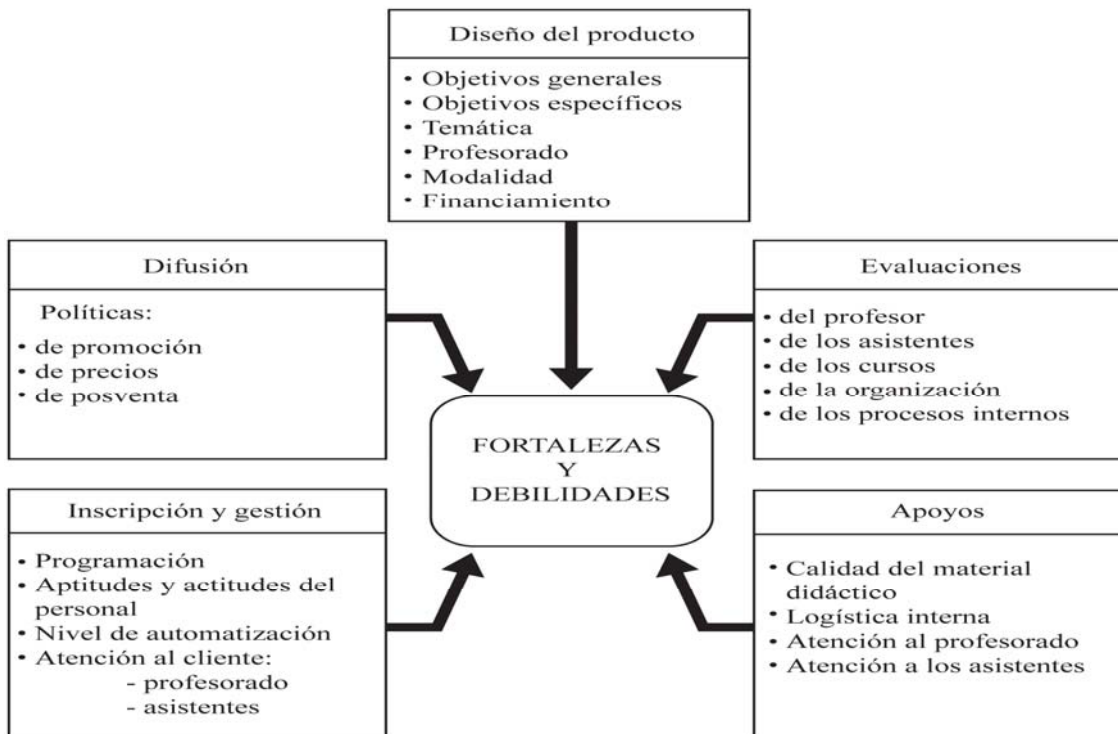 Diseño del producto
• Objetivos generales
• Objetivos específicos
• Temática
• Profesorado
• Modalidad
• Financiamiento
Difusión
Políticas:
• de promoción
• de precios
• de posventa
Evaluaciones
• del profesor
• de los asistentes
• de los cursos
• de la organización
• de los procesos internos
FORTALEZAS
Y
DEBILIDADES
Inscripción y gestión
• Programación
• Aptitudes y actitudes del
personal
• Nivel de automatización
• Atención al cliente:
- profesorado
- asistentes
Apoyos
• Calidad del material
didáctico
• Logística interna
• Atención al profesorado
• Atención a los asistentes